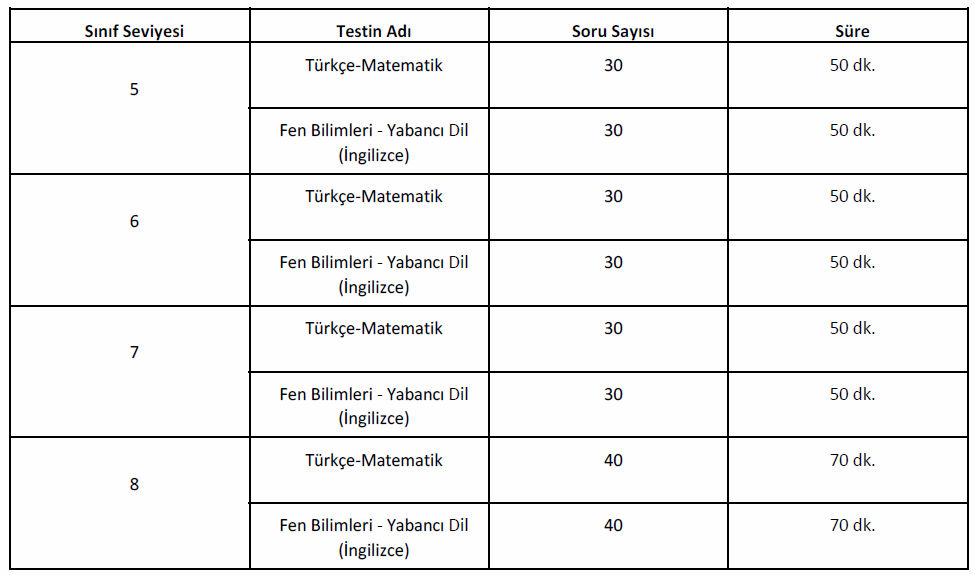 Sınıf Seviyesi Testin Adı Soru Sayısı Süre
5
Türkçe-Matematik 30 50 dk.
Fen Bilimleri - Yabancı Dil 30 50 dk.
(İngilizce)
6
Türkçe-Matematik 30 50 dk.
Fen Bilimleri - Yabancı Dil 30 50 dk.
(İngilizce)
7
Türkçe-Matematik 30 50 dk.
Fen Bilimleri - Yabancı Dil 30 50 dk.
(İngilizce)
8
Türkçe-Matematik 40 70 dk.
Fen Bilimleri - Yabancı Dil 40 70 dk.
(İngilizce)